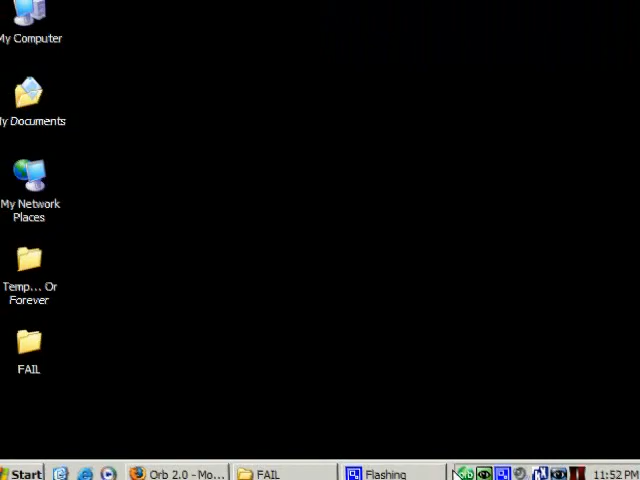 My Computer
My Documents
My Network
Places
Temp... Or
Forever
FAIL
Start
Orb 2.0 - Mo...
FAIL
Flashing
11:52 PM